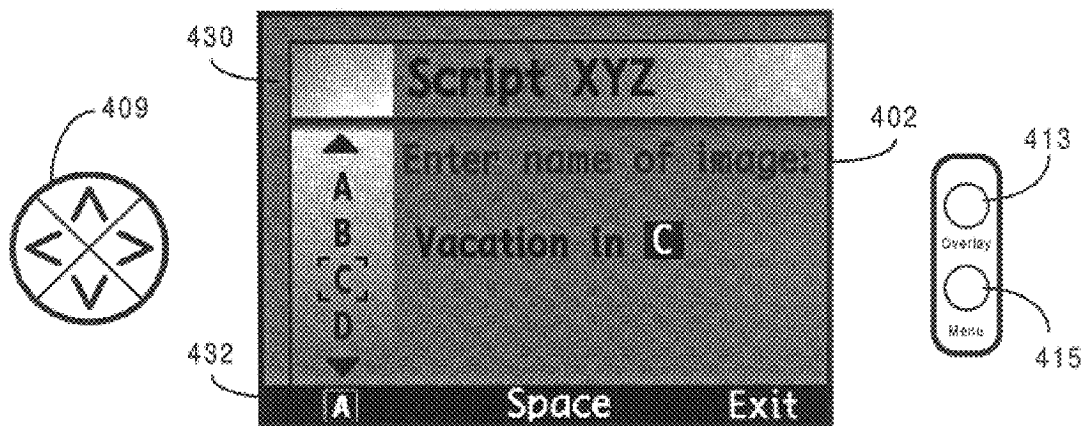 430
Script XYZ
409
402
413
Enter name of image:
A
B
Vacation in C
Overlay
C
D
Menu
432
415
A
Space
Exit